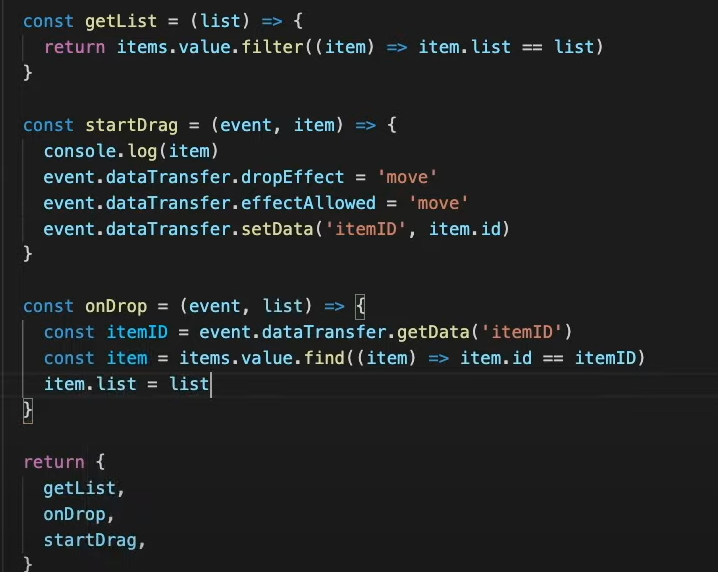 const getList = (list) => {
return items.value.filter((item) => item.list == list)
}
const startDrag = (event, item) => {
console.log(item)
event.dataTransfer.dropEffect = 'move'
event.dataTransfer.effectAllowed = 'move'
event.dataTransfer.setData('itemID', item.id)
}
const onDrop = (event, list) => {
const itemID = event.dataTransfer.getData('itemID')
const item = items.value.find((item) => item.id == itemID)
item.list = list
}
return {
getList,
onDrop,
startDrag,
}